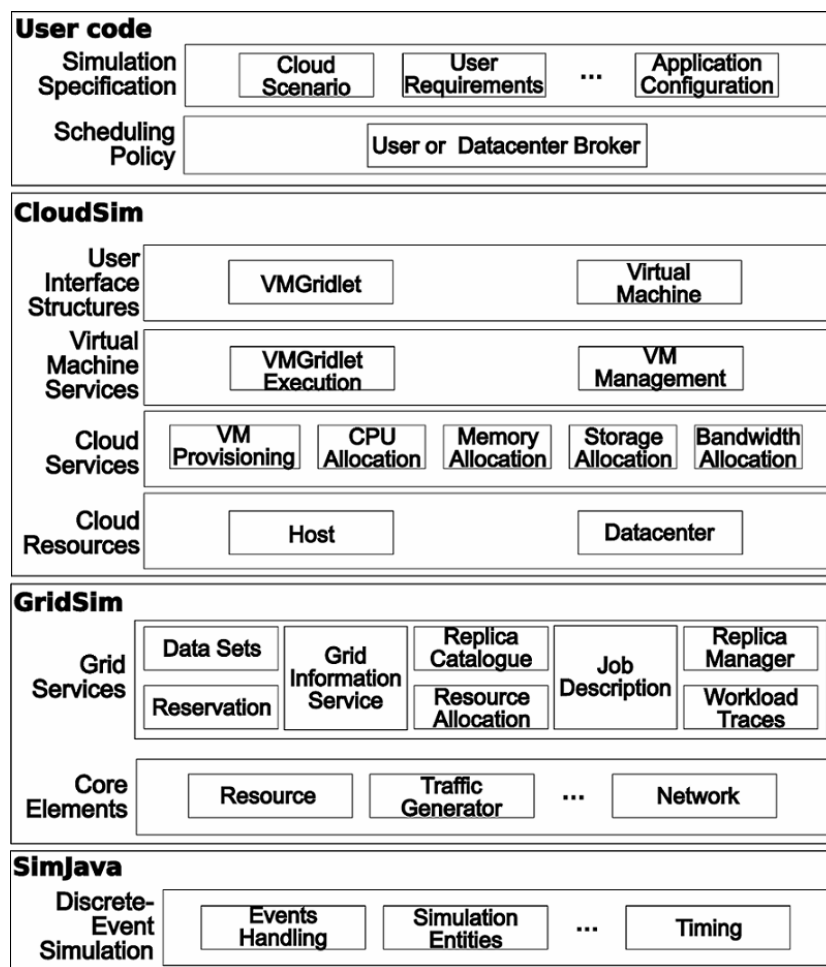 User code
Simulation
Specification
Cloud
Scenario
User
Requirements
...
Application
Configuration
Scheduling
Policy
User or Datacenter Broker
CloudSim
User
Interface
Structures
VMGridlet
Virtual
Machine
Virtual
Machine
Services
VMGridlet
Execution
VM
Management
Cloud
Services
VM
Provisioning
CPU
Allocation
Memory
Allocation
Storage
Allocation
Bandwidth
Allocation
Cloud
Resources
Host
Datacenter
GridSim
Grid
Services
Data Sets
Reservation
Grid
Information
Service
Replica
Catalogue
Resource
Allocation
Job
Description
Replica
Manager
Workload
Traces
Core
Elements
Resource
Traffic
Generator
...
Network
SimJava
Discrete-
Event
Simulation
Events
Handling
Simulation
Entities
...
Timing